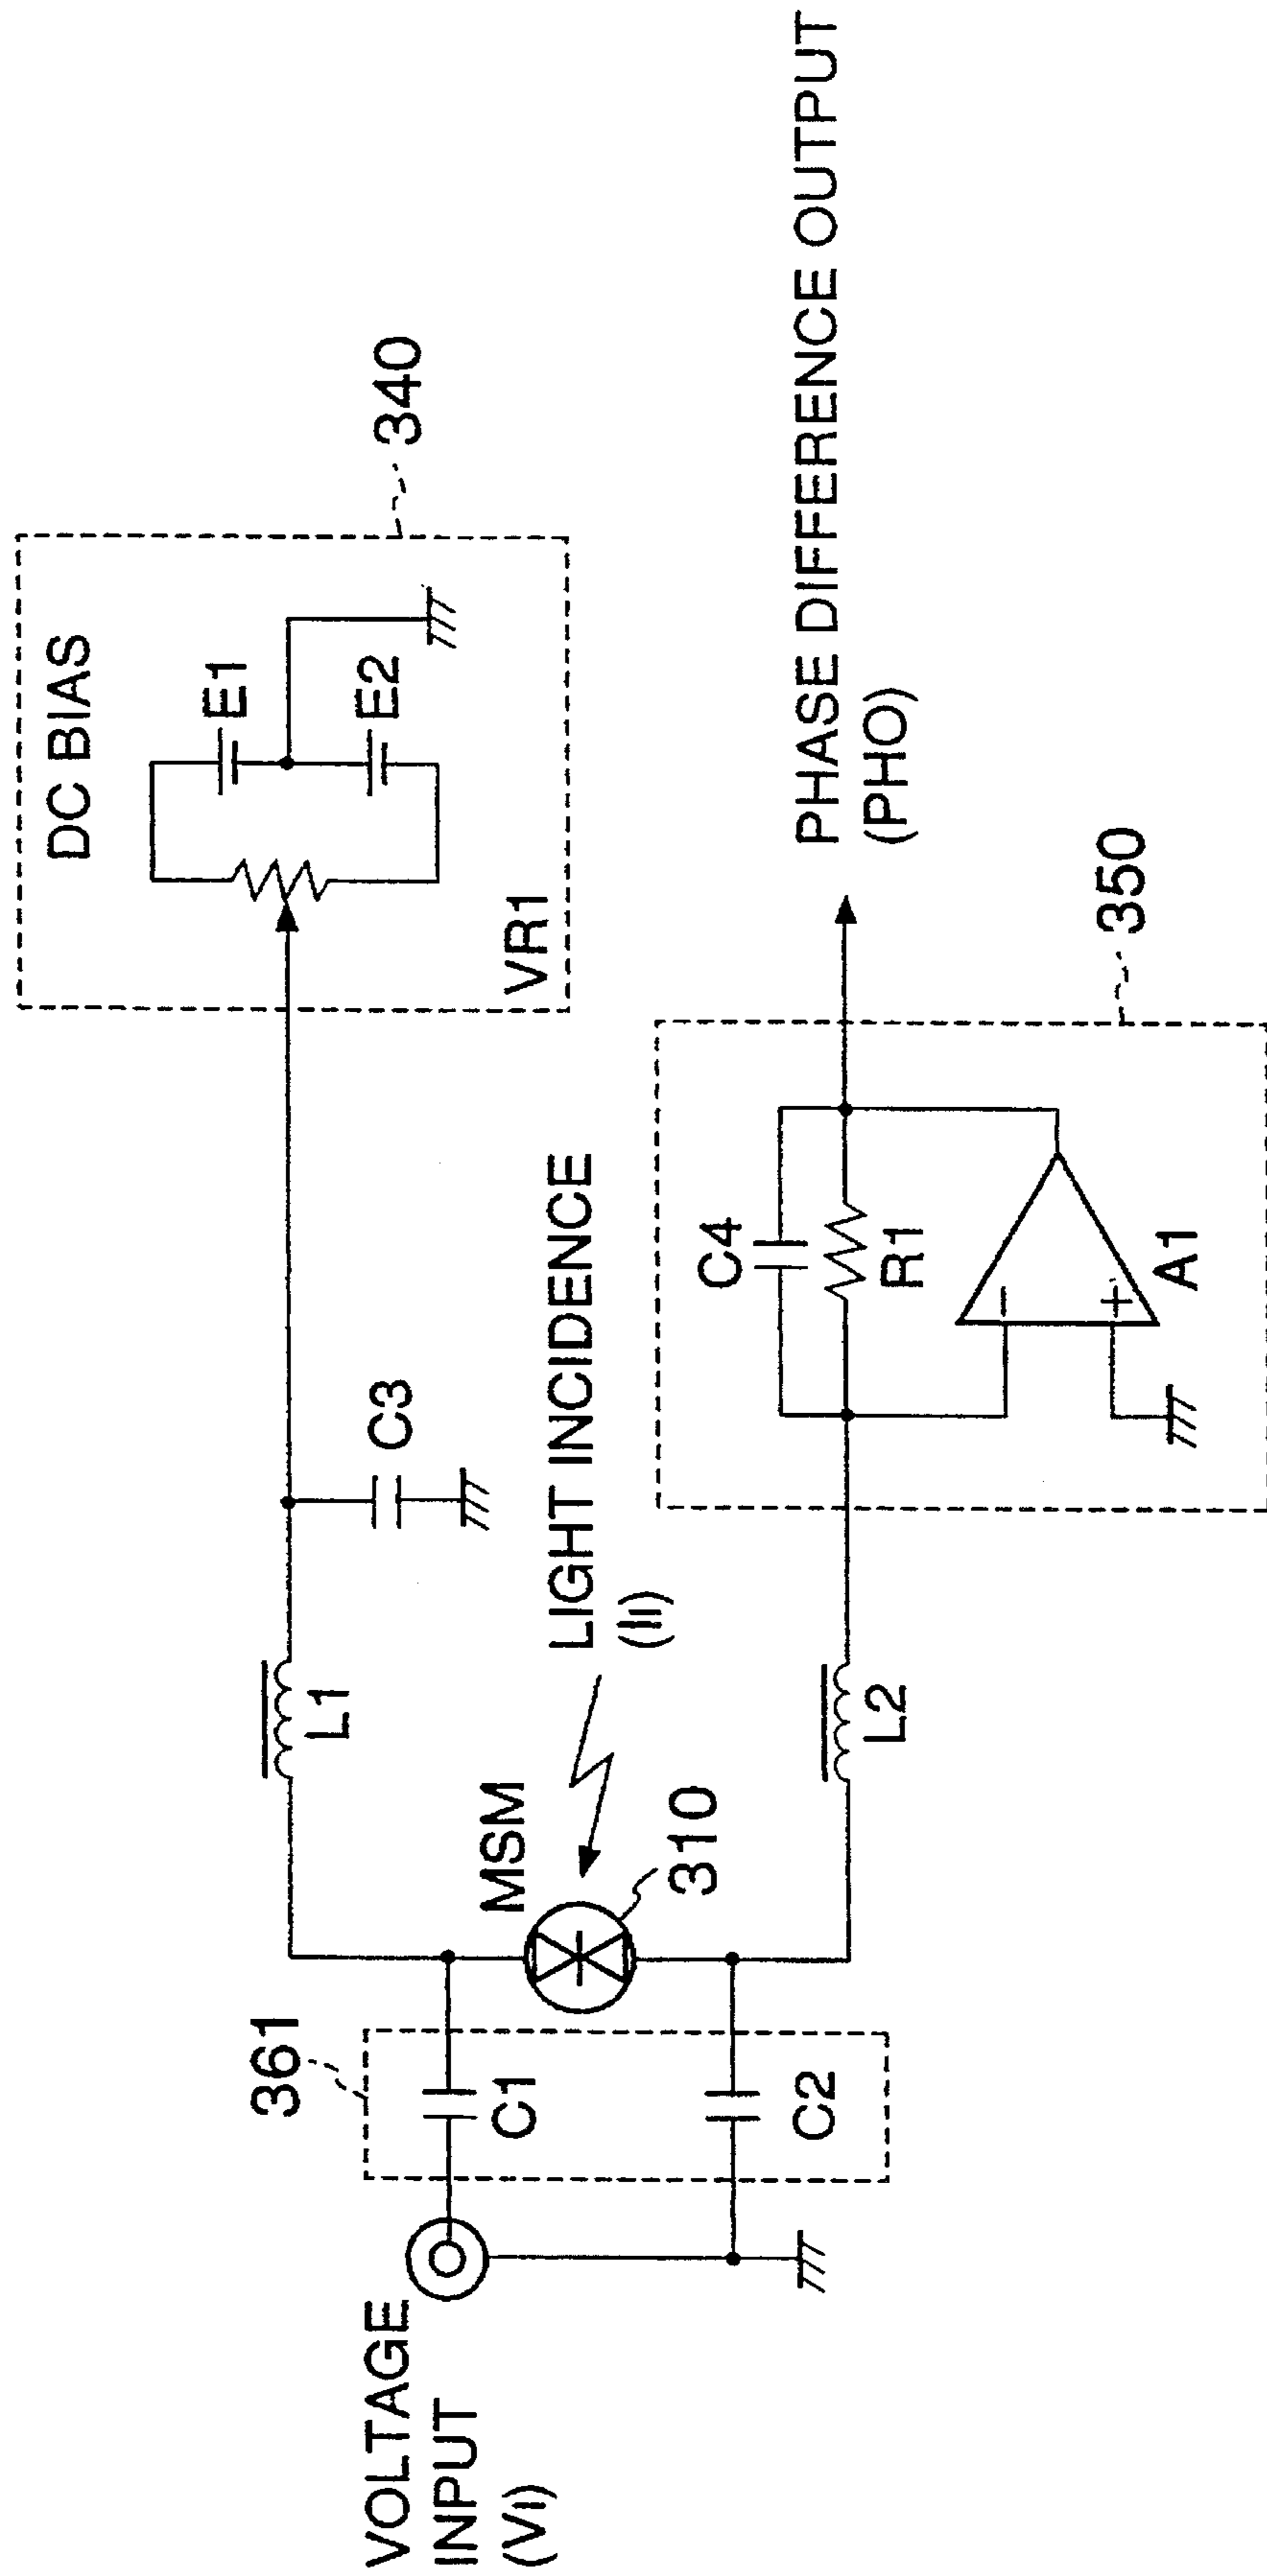 DC BIAS
E1
E2
VR1
340
L1
C3
361
VOLTAGE
INPUT
(VI)
C1
C2
MSM
310
LIGHT INCIDENCE
(II)
L2
C4
R1
−
+
A1
350
PHASE DIFFERENCE OUTPUT
(PHO)